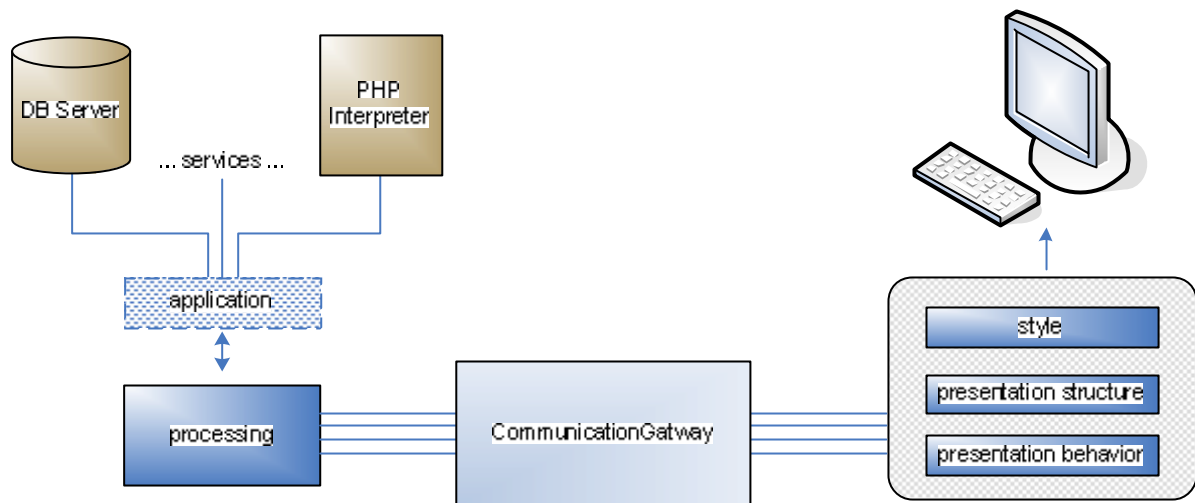 DB Server
PHP
Interpreter
... services ...
application
processing
CommunicationGatway
style
presentation structure
presentation behavior